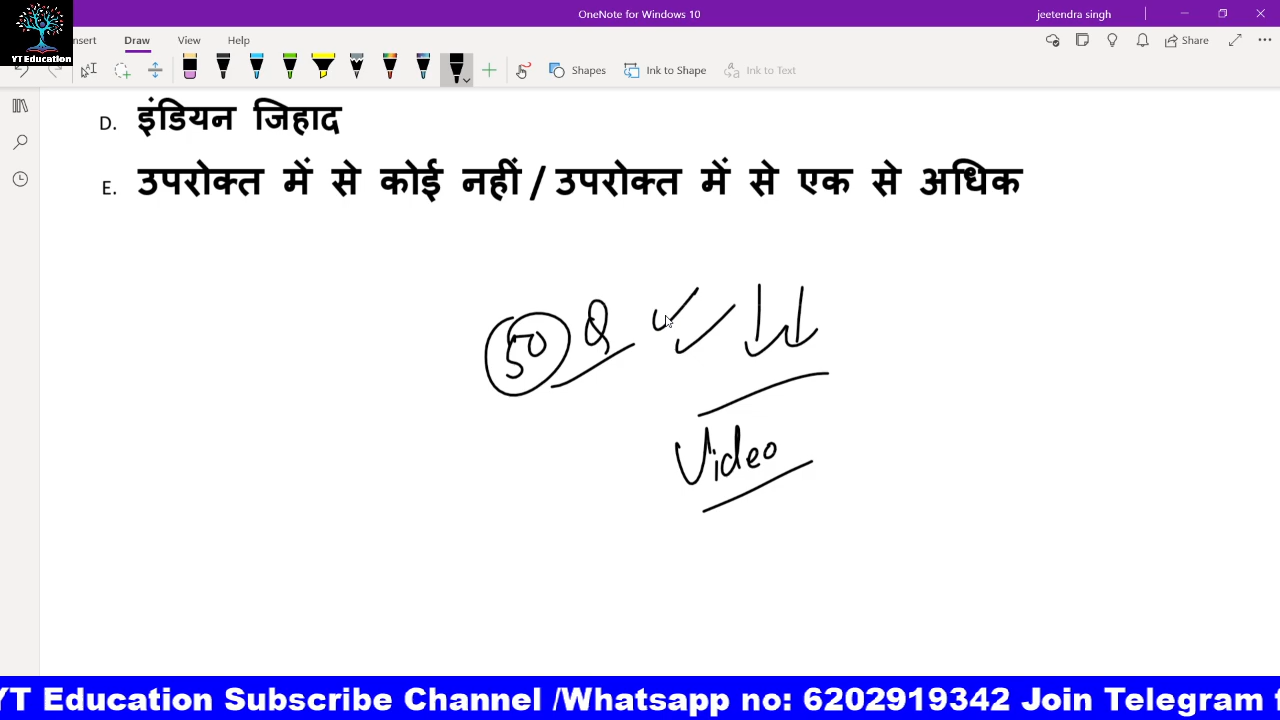 OneNote for Windows 10
jeetendra singh
YT Education
nsert Draw View Help
Share
Shapes Ink to Shape Ink to Text
D. इंडियन जिहाद
E. उपरोक्त में से कोई नहीं / उपरोक्त में से एक से अधिक
50 Q
Video
YT Education Subscribe Channel /Whatsapp no: 6202919342 Join Telegram